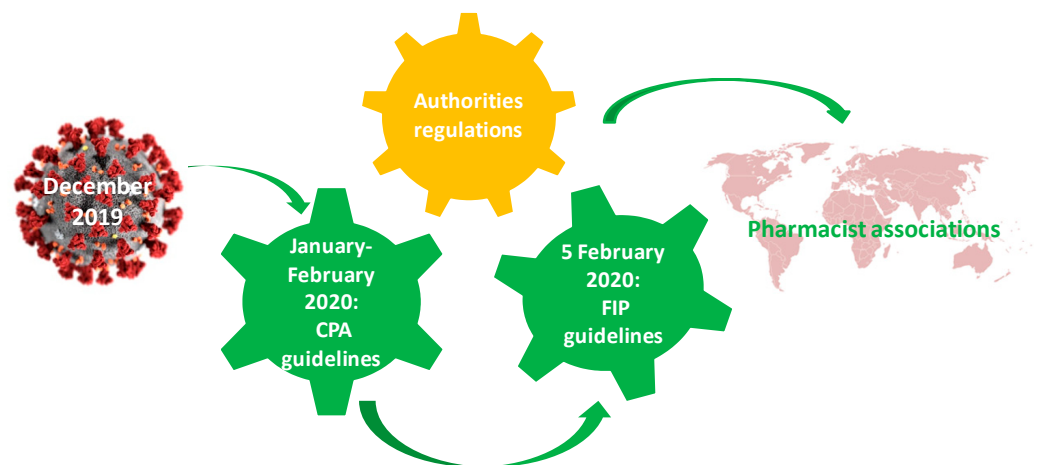 Authorities
regulations
December
2019
January-
February
2020:
CPA
guidelines
5 February
2020:
FIP
guidelines
Pharmacist associations